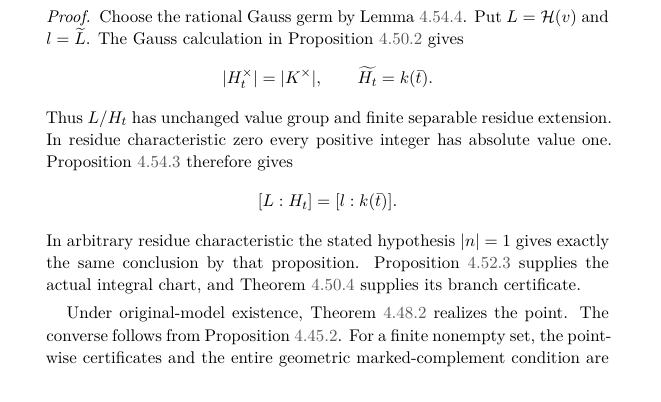 Proof. Choose the rational Gauss germ by Lemma 4.54.4. Put L = ℋ(v) and
l = L̃. The Gauss calculation in Proposition 4.50.2 gives
|H_t^×| = |K^×|, H̃_t = k(t̄).
Thus L/H_t has unchanged value group and finite separable residue extension.
In residue characteristic zero every positive integer has absolute value one.
Proposition 4.54.3 therefore gives
[L : H_t] = [l : k(t̄)].
In arbitrary residue characteristic the stated hypothesis |n| = 1 gives exactly
the same conclusion by that proposition. Proposition 4.52.3 supplies the
actual integral chart, and Theorem 4.50.4 supplies its branch certificate.
Under original-model existence, Theorem 4.48.2 realizes the point. The
converse follows from Proposition 4.45.2. For a finite nonempty set, the point-
wise certificates and the entire geometric marked-complement condition are